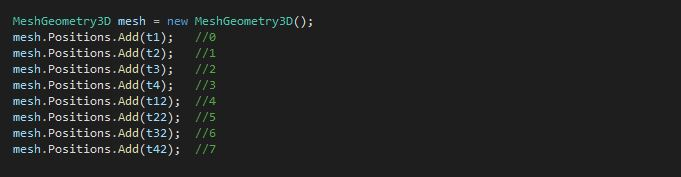 MeshGeometry3D mesh = new MeshGeometry3D();
mesh.Positions.Add(t1);   //0
mesh.Positions.Add(t2);   //1
mesh.Positions.Add(t3);   //2
mesh.Positions.Add(t4);   //3
mesh.Positions.Add(t12);  //4
mesh.Positions.Add(t22);  //5
mesh.Positions.Add(t32);  //6
mesh.Positions.Add(t42);  //7